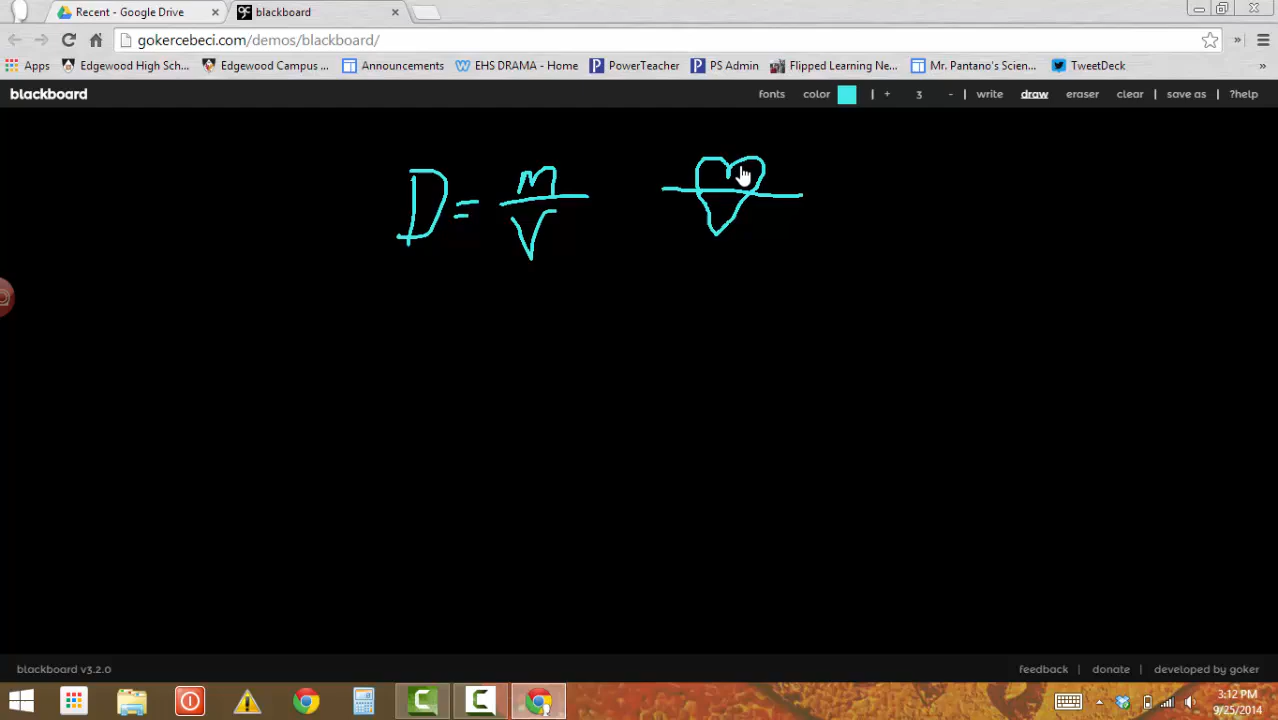 Recent - Google Drive
blackboard
gokercebeci.com/demos/blackboard/
Apps Edgewood High Sch... Edgewood Campus ... Announcements EHS DRAMA - Home PowerTeacher PS Admin Flipped Learning Ne... Mr. Pantano's Scien... TweetDeck »
blackboard fonts color | + 3 - | write draw eraser | clear | save as | ?help
D = m
V
blackboard v3.2.0 feedback | donate | developed by goker
3:12 PM
9/25/2014